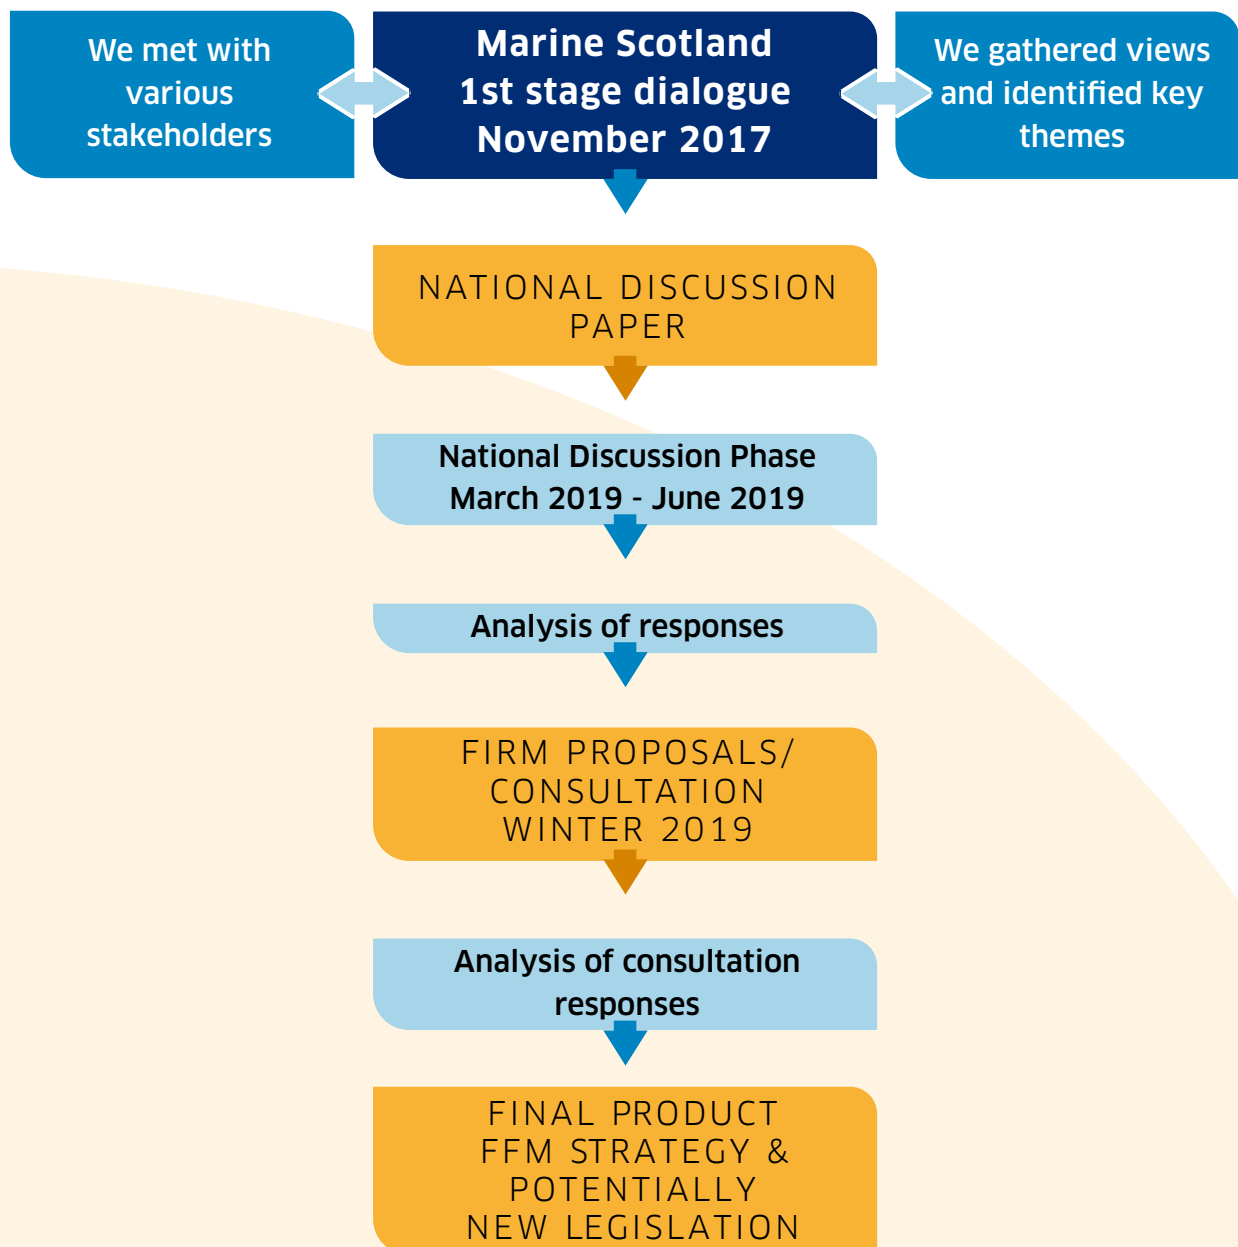 We met with
various
stakeholders
Marine Scotland
1st stage dialogue
November 2017
We gathered views
and identified key
themes
NATIONAL DISCUSSION
PAPER
National Discussion Phase
March 2019 - June 2019
Analysis of responses
FIRM PROPOSALS/
CONSULTATION
WINTER 2019
Analysis of consultation
responses
FINAL PRODUCT
FFM STRATEGY &
POTENTIALLY
NEW LEGISLATION